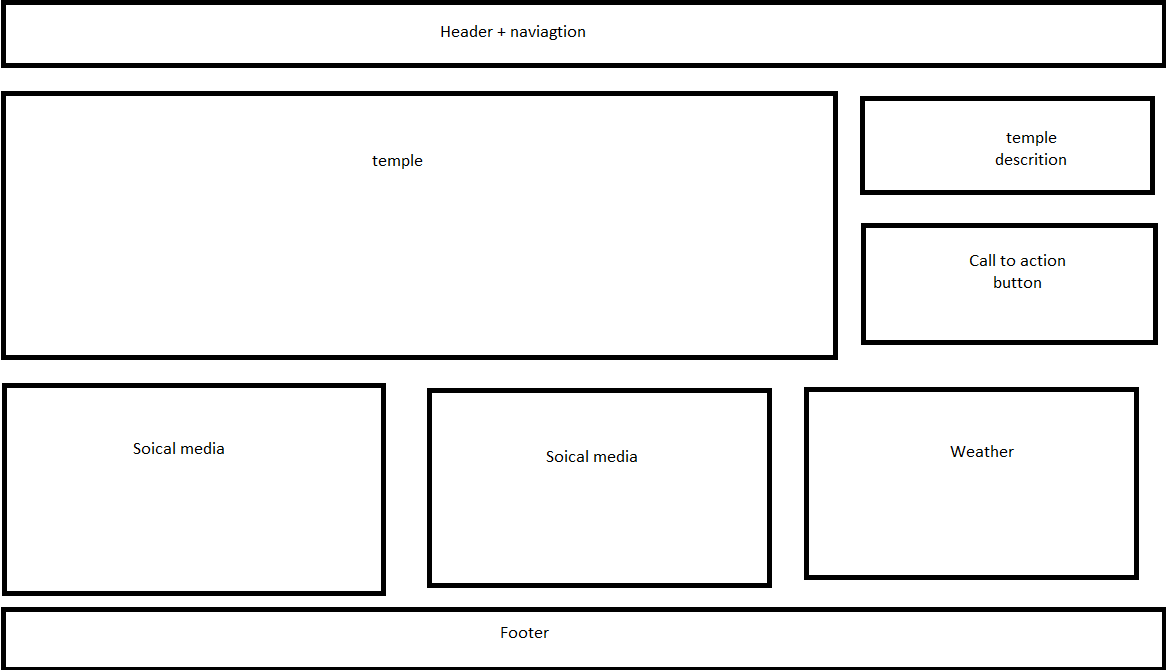 Header + naviagtion
temple
temple
descrition
Call to action
button
Soical media
Soical media
Weather
Footer